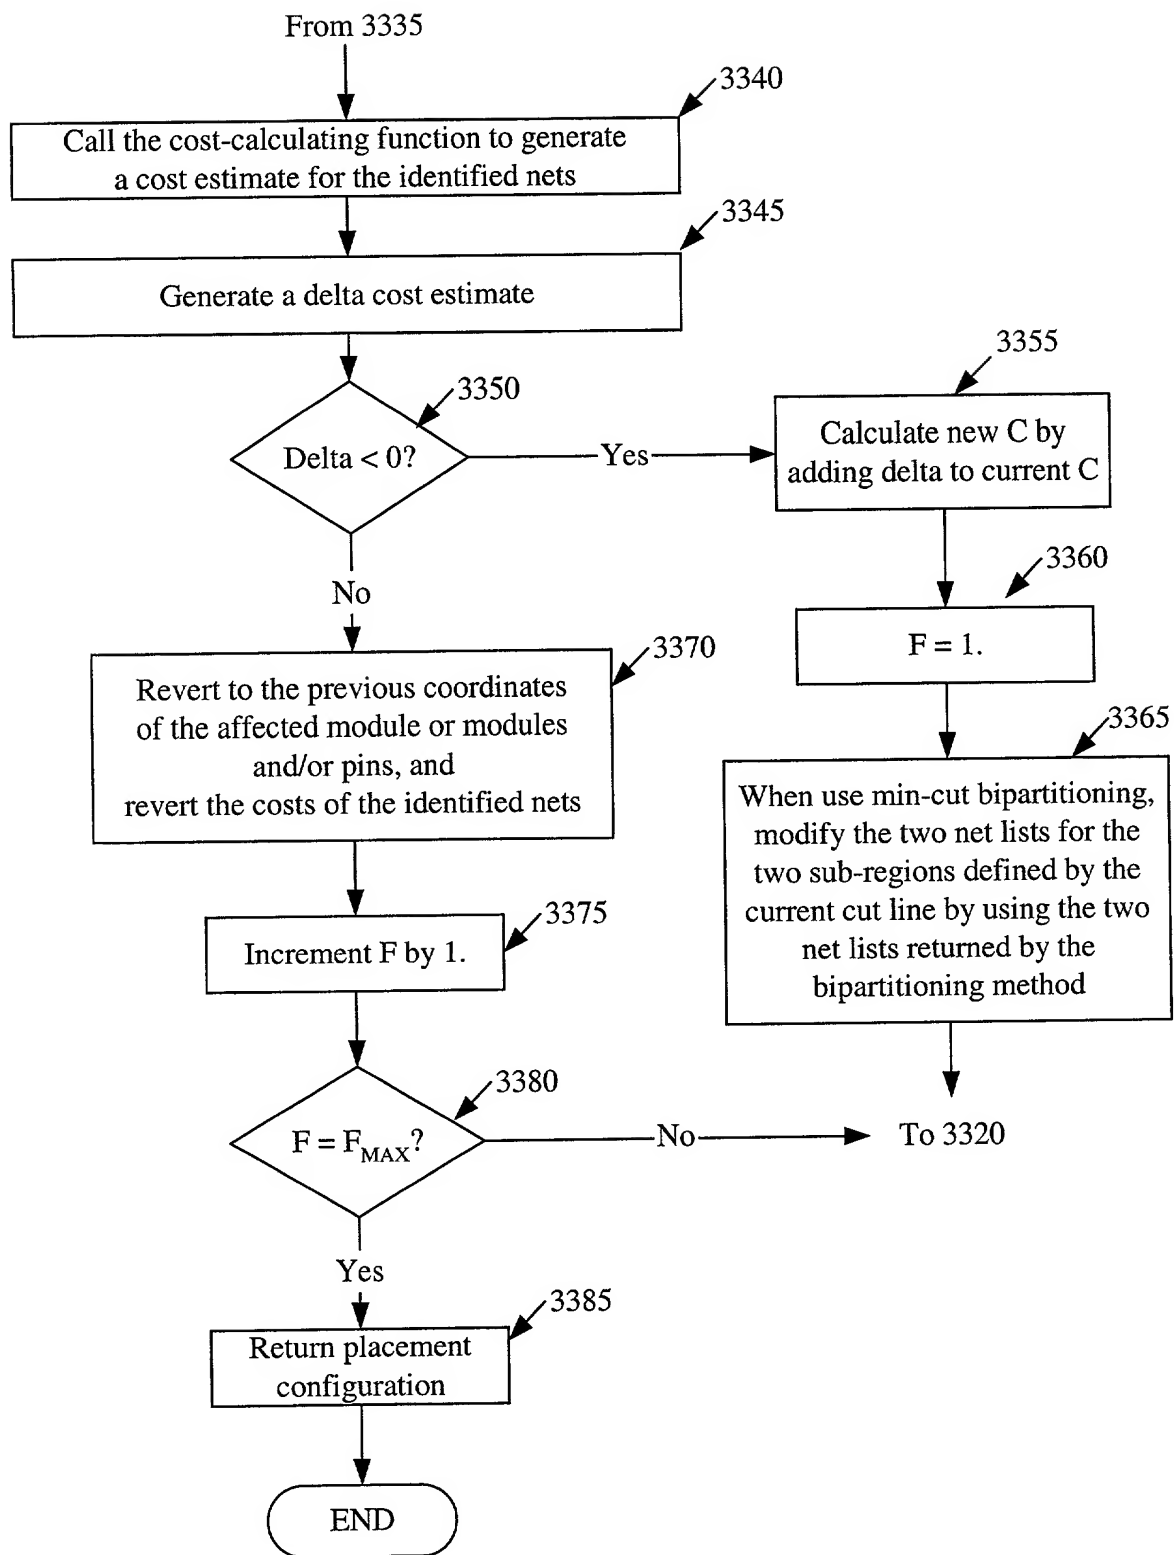 From 3335
3340
Call the cost-calculating function to generate
a cost estimate for the identified nets
3345
Generate a delta cost estimate
3350
Delta < 0?
Yes
3355
Calculate new C by
adding delta to current C
3360
F = 1.
No
3370
Revert to the previous coordinates
of the affected module or modules
and/or pins, and
revert the costs of the identified nets
3365
When use min-cut bipartitioning,
modify the two net lists for the
two sub-regions defined by the
current cut line by using the two
net lists returned by the
bipartitioning method
3375
Increment F by 1.
3380
F = FMAX?
No
To 3320
Yes
3385
Return placement
configuration
END